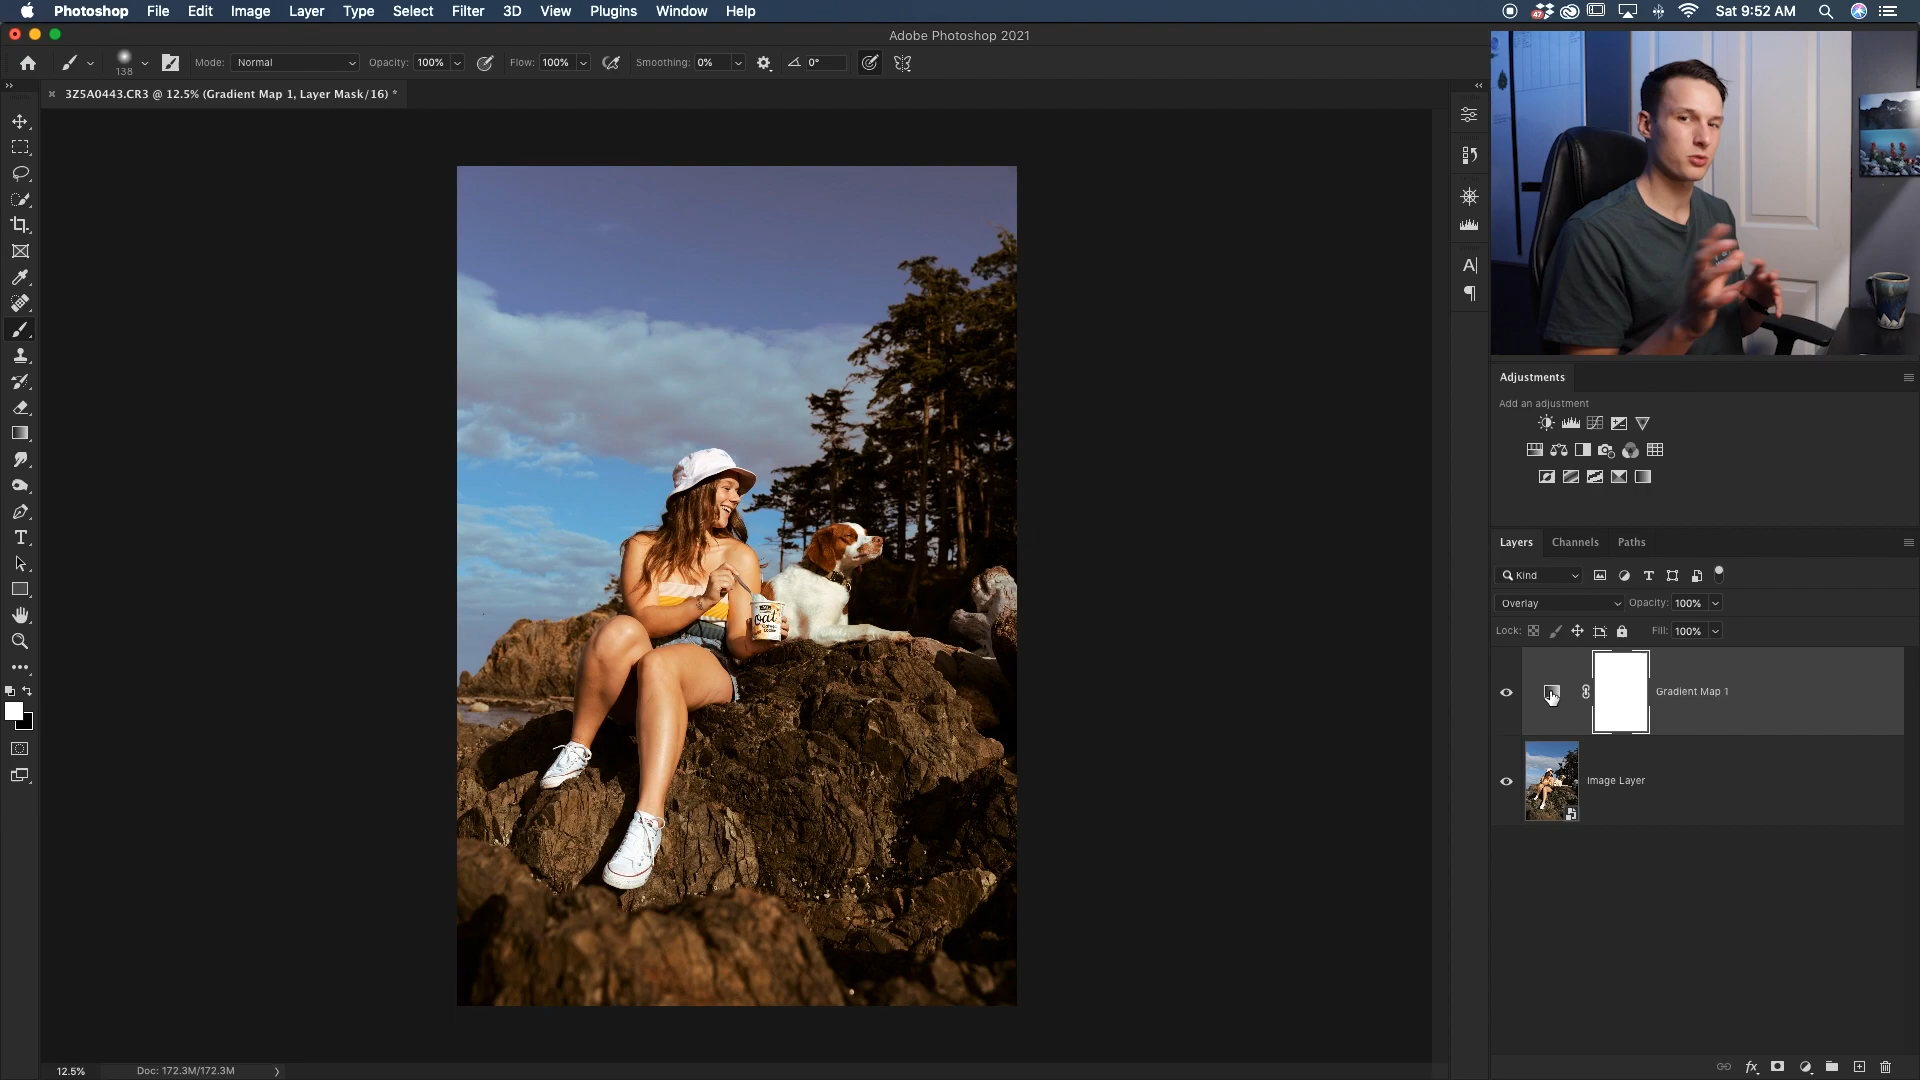 Photoshop File Edit Image Layer Type Select Filter 3D View Plugins Window Help 47 Sat 9:52 AM
Adobe Photoshop 2021
138 Mode: Normal Opacity: 100% Flow: 100% Smoothing: 0% 0°
3Z5A0443.CR3 @ 12.5% (Gradient Map 1, Layer Mask/16) *
Adjustments
Add an adjustment
Layers Channels Paths
Kind
Overlay Opacity: 100%
Lock: Fill: 100%
Gradient Map 1
Image Layer
oat
12.5% Doc: 172.3M/172.3M